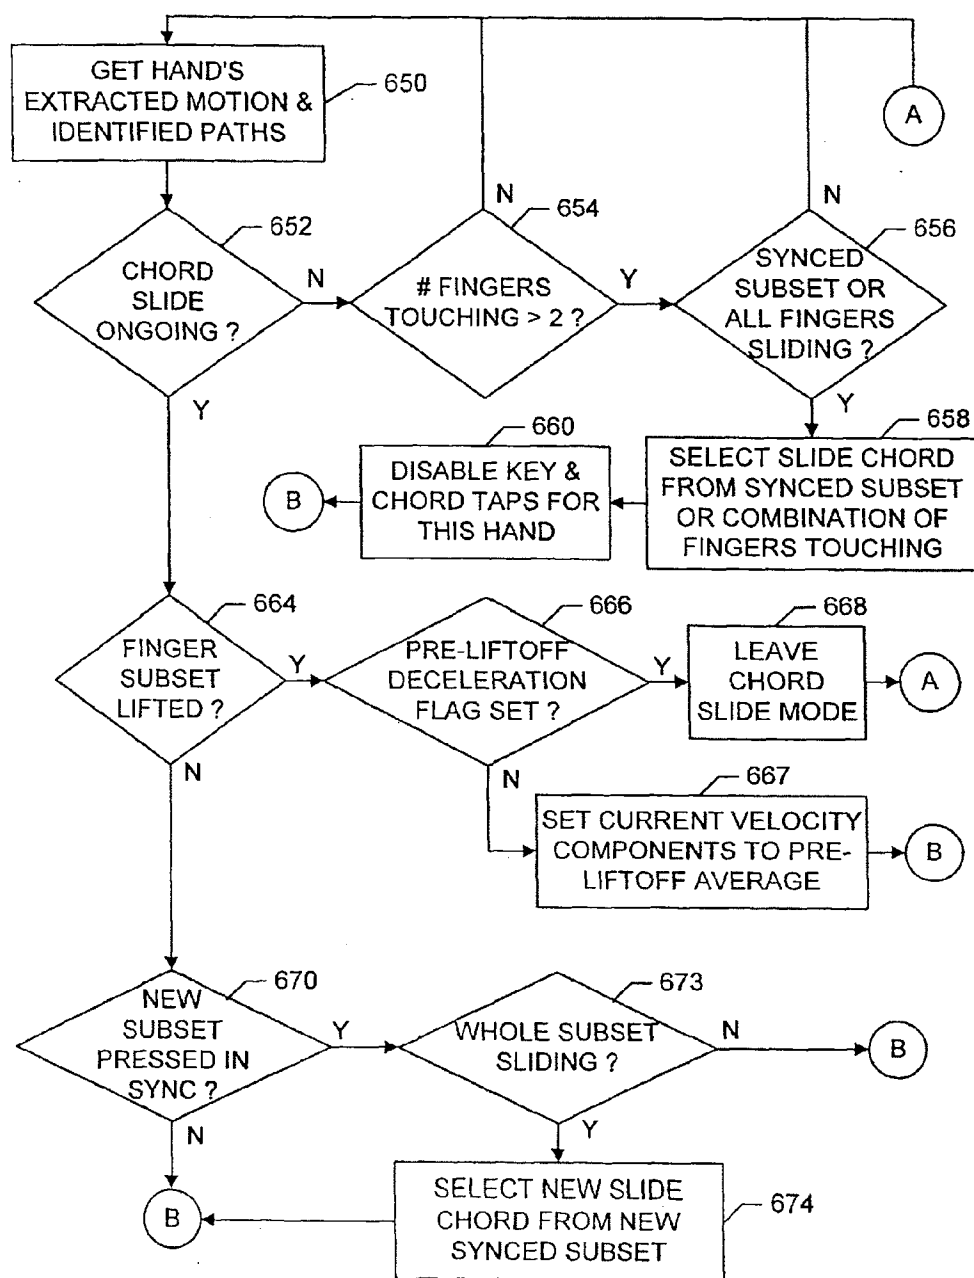 GET HAND'S
EXTRACTED MOTION &
IDENTIFIED PATHS
650
A
652
CHORD
SLIDE
ONGOING ?
N
Y
N
654
# FINGERS
TOUCHING > 2 ?
Y
N
656
SYNCED
SUBSET OR
ALL FINGERS
SLIDING ?
Y
658
SELECT SLIDE CHORD
FROM SYNCED SUBSET
OR COMBINATION OF
FINGERS TOUCHING
660
DISABLE KEY &
CHORD TAPS FOR
THIS HAND
B
664
FINGER
SUBSET
LIFTED ?
Y
N
666
PRE-LIFTOFF
DECELERATION
FLAG SET ?
Y
N
668
LEAVE
CHORD
SLIDE MODE
A
667
SET CURRENT VELOCITY
COMPONENTS TO PRE-
LIFTOFF AVERAGE
B
670
NEW
SUBSET
PRESSED IN
SYNC ?
Y
N
673
WHOLE SUBSET
SLIDING ?
N
B
Y
674
SELECT NEW SLIDE
CHORD FROM NEW
SYNCED SUBSET
B